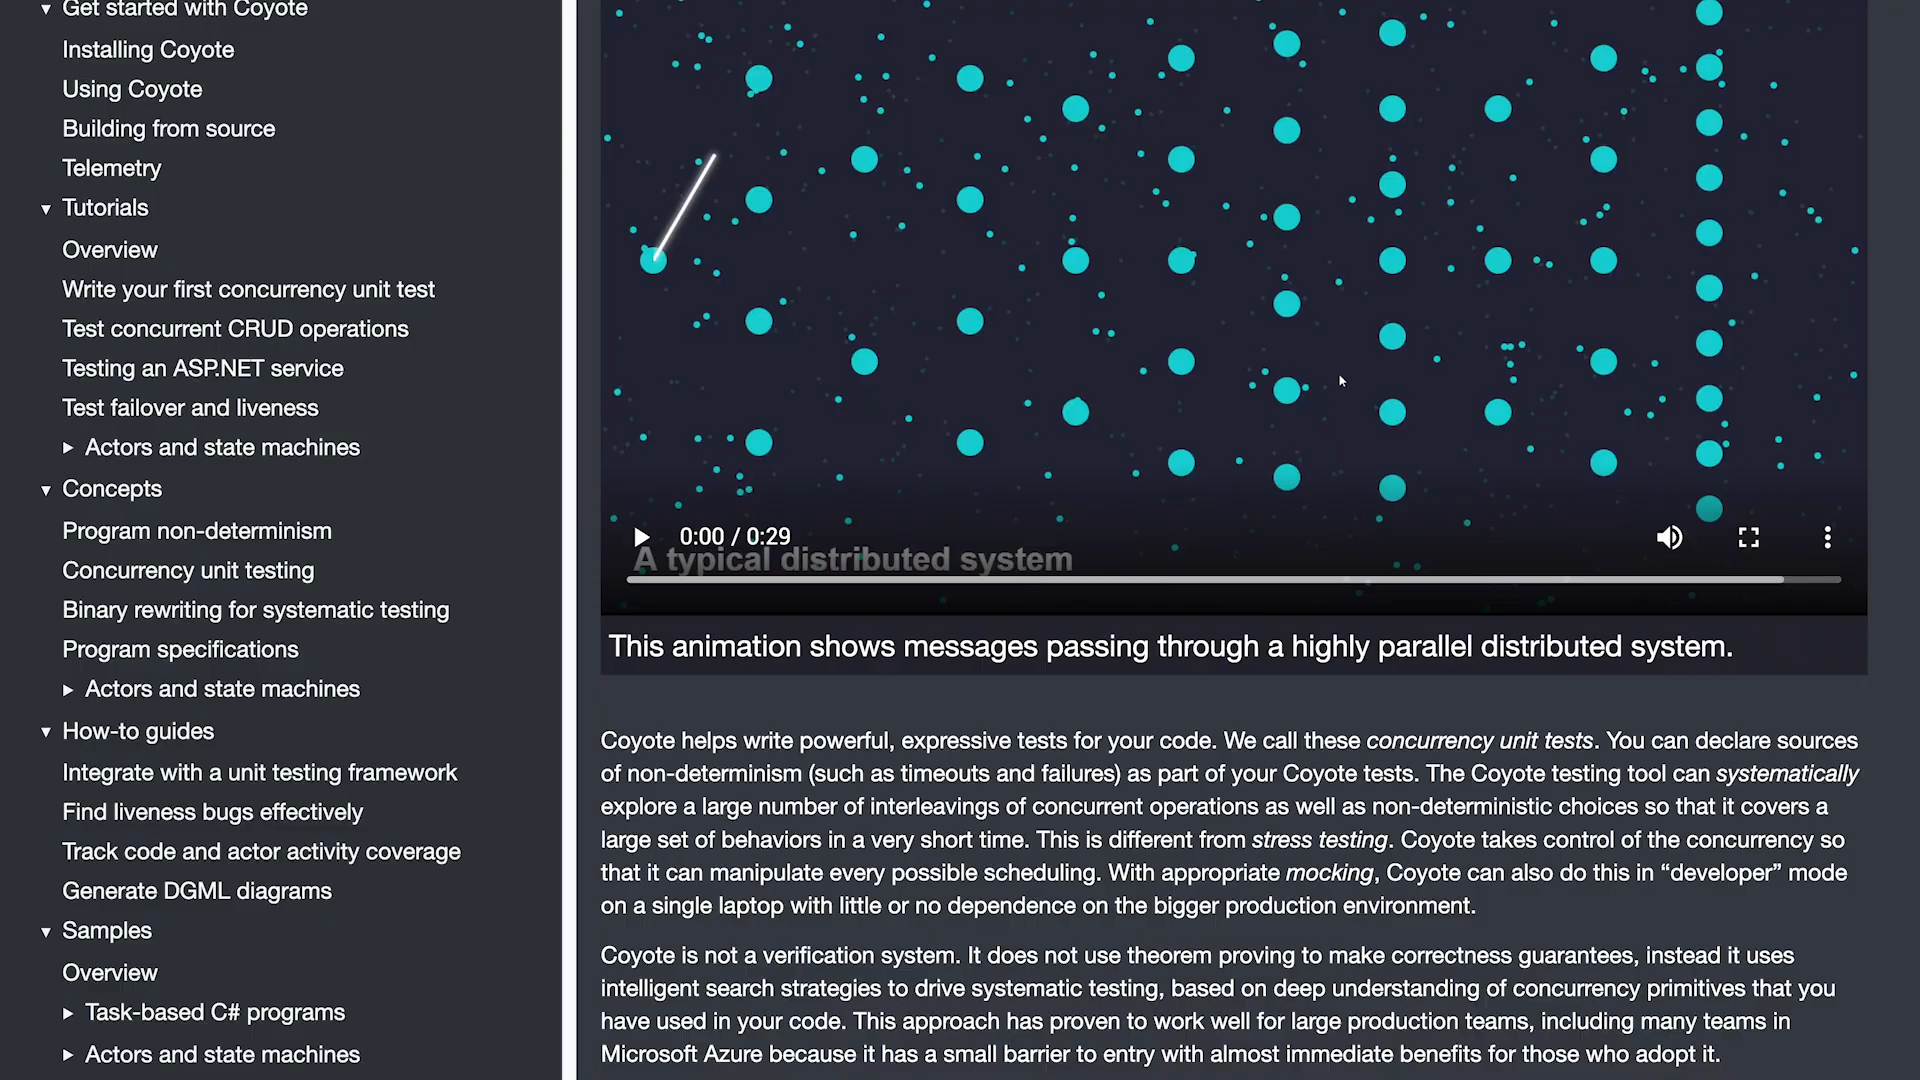 Get started with Coyote
Installing Coyote
Using Coyote
Building from source
Telemetry
Tutorials
Overview
Write your first concurrency unit test
Test concurrent CRUD operations
Testing an ASP.NET service
Test failover and liveness
Actors and state machines
Concepts
Program non-determinism
Concurrency unit testing
Binary rewriting for systematic testing
Program specifications
Actors and state machines
How-to guides
Integrate with a unit testing framework
Find liveness bugs effectively
Track code and actor activity coverage
Generate DGML diagrams
Samples
Overview
Task-based C# programs
Actors and state machines
0:00 / 0:29
A typical distributed system
This animation shows messages passing through a highly parallel distributed system.
Coyote helps write powerful, expressive tests for your code. We call these concurrency unit tests. You can declare sources
of non-determinism (such as timeouts and failures) as part of your Coyote tests. The Coyote testing tool can systematically
explore a large number of interleavings of concurrent operations as well as non-deterministic choices so that it covers a
large set of behaviors in a very short time. This is different from stress testing. Coyote takes control of the concurrency so
that it can manipulate every possible scheduling. With appropriate mocking, Coyote can also do this in “developer” mode
on a single laptop with little or no dependence on the bigger production environment.
Coyote is not a verification system. It does not use theorem proving to make correctness guarantees, instead it uses
intelligent search strategies to drive systematic testing, based on deep understanding of concurrency primitives that you
have used in your code. This approach has proven to work well for large production teams, including many teams in
Microsoft Azure because it has a small barrier to entry with almost immediate benefits for those who adopt it.